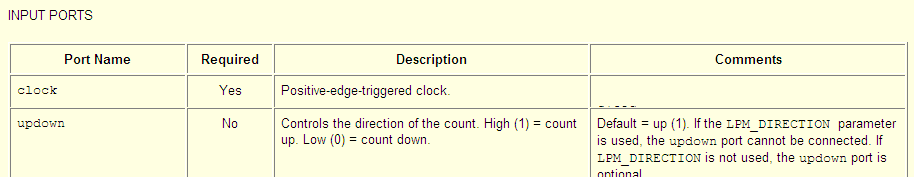 INPUT PORTS
Port Name Required Description Comments
clock Yes Positive-edge-triggered clock.
updown No Controls the direction of the count. High (1) = count Default = up (1). If the LPM_DIRECTION parameter
up. Low (0) = count down. is used, the updown port cannot be connected. If
LPM_DIRECTION is not used, the updown port is
optional